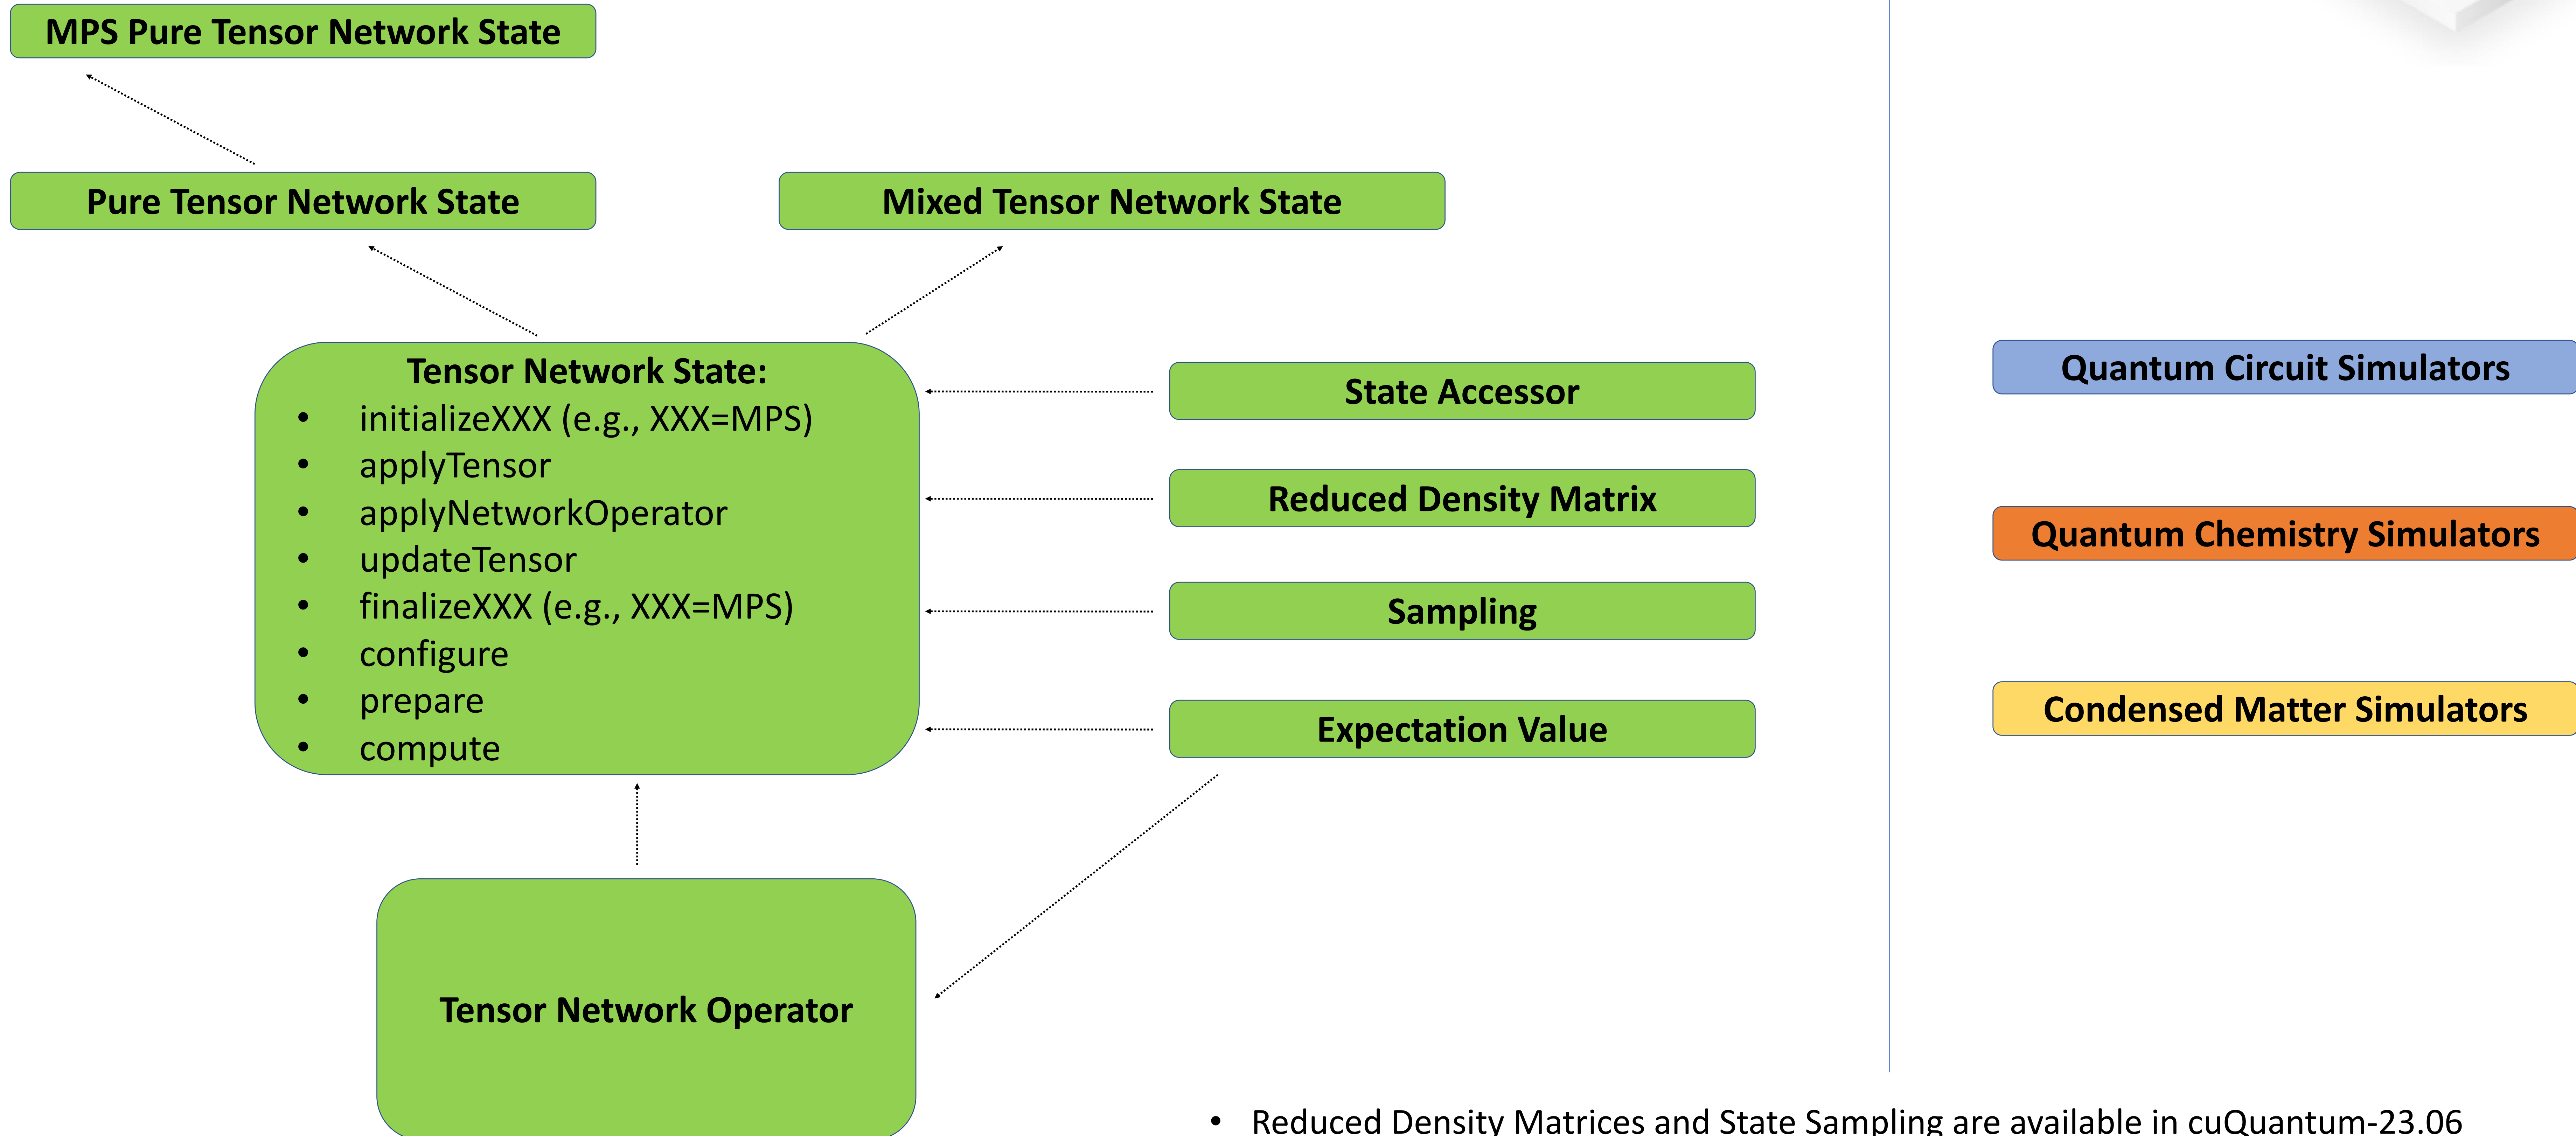 MPS Pure Tensor Network State
Pure Tensor Network State
Mixed Tensor Network State
Tensor Network State:
• initializeXXX (e.g., XXX=MPS)
• applyTensor
• applyNetworkOperator
• updateTensor
• finalizeXXX (e.g., XXX=MPS)
• configure
• prepare
• compute
State Accessor
Reduced Density Matrix
Sampling
Expectation Value
Tensor Network Operator
Quantum Circuit Simulators
Quantum Chemistry Simulators
Condensed Matter Simulators
• Reduced Density Matrices and State Sampling are available in cuQuantum-23.06